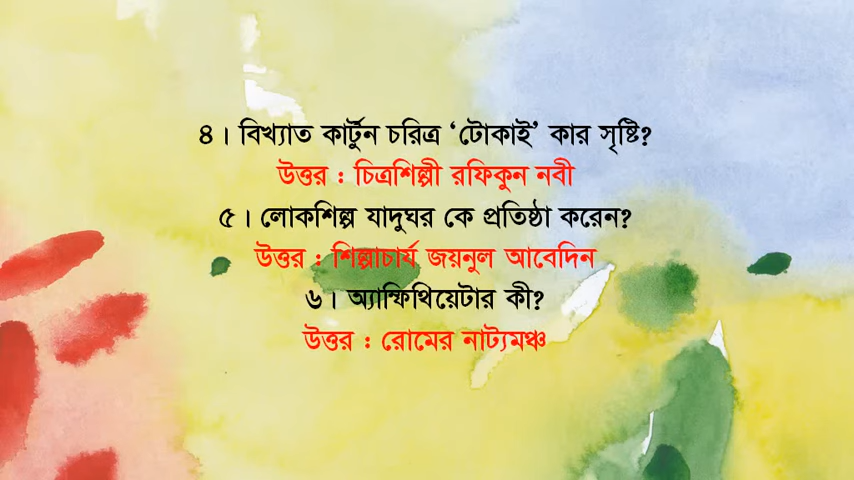 ৪। বিখ্যাত কার্টুন চরিত্র ‘টোকাই’ কার সৃষ্টি?
উত্তর : চিত্রশিল্পী রফিকুন নবী
৫। লোকশিল্প যাদুঘর কে প্রতিষ্ঠা করেন?
উত্তর : শিল্পাচার্য জয়নুল আবেদিন
৬। অ্যাম্ফিথিয়েটার কী?
উত্তর : রোমের নাট্যমঞ্চ